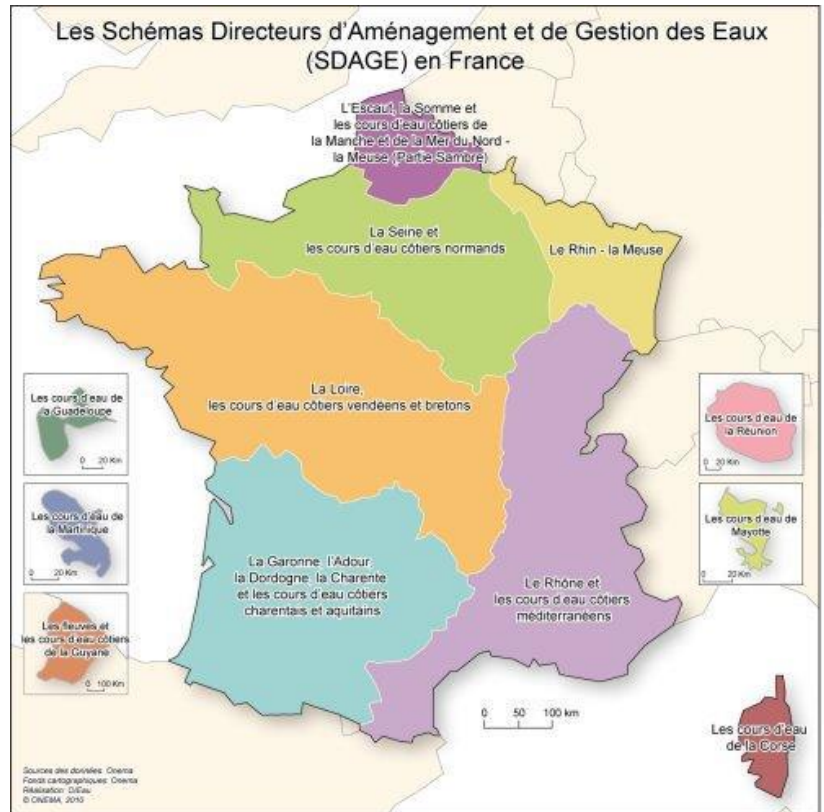 Les Schémas Directeurs d'Aménagement et de Gestion des Eaux
(SDAGE) en France
L'Escaut, la Somme et
les cours d'eau côtiers de
la Manche et de la Mer du Nord -
la Meuse (Partie Sambre)
La Seine et
les cours d'eau côtiers normands
Le Rhin - la Meuse
La Loire,
les cours d'eau côtiers vendéens et bretons
Les cours d'eau de
la Guadeloupe
0 20 Km
Les cours d'eau de
la Réunion
0 20 Km
Les cours d'eau de
la Martinique
0 20 Km
Les cours d'eau de
Mayotte
0 20 Km
La Garonne, l'Adour,
la Dordogne, la Charente
et les cours d'eau côtiers
charentais et aquitains
Le Rhône et
les cours d'eau côtiers
méditerranéens
Les fleuves et
les cours d'eau côtiers
de la Guyane
0 100 Km
0 50 100 km
Les cours d'eau
de la Corse
Sources des données: Onema
Fonds cartographiques: Onema
Réalisation: OIEau
© ONEMA, 2010